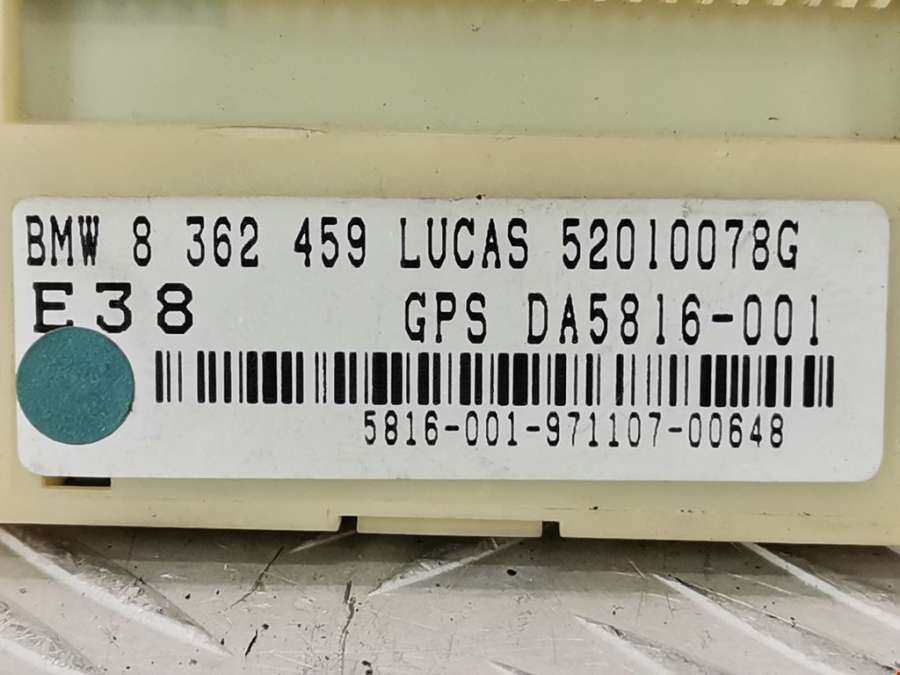 BMW 8 362 459 LUCAS 52010078G
E38 GPS DA5816-001
5816-001-971107-00648